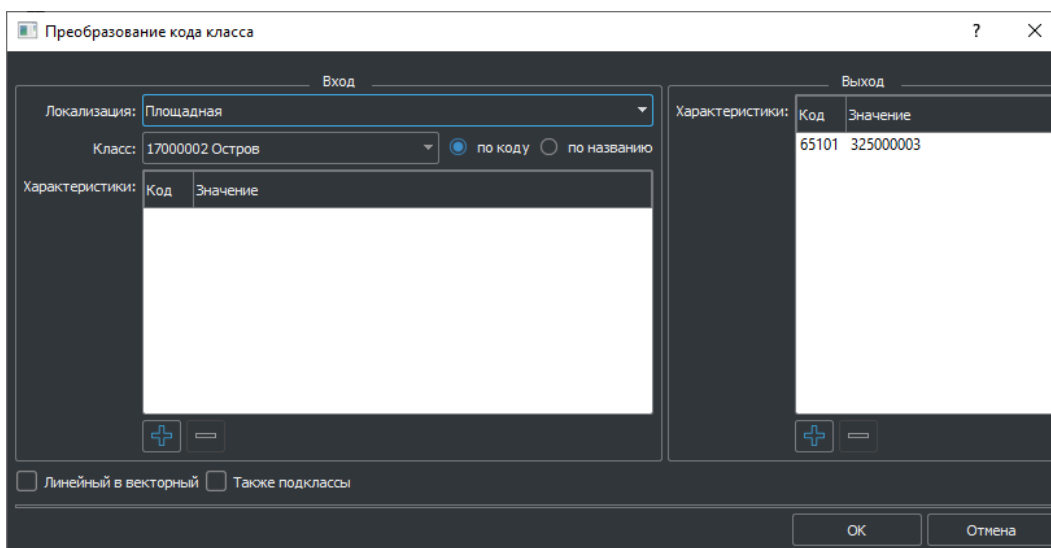 Преобразование кода класса
?
Вход
Выход
Локализация: Площадная
Характеристики: Код Значение
65101 325000003
Класс: 17000002 Остров
по коду по названию
Характеристики: Код Значение
Линейный в векторный Также подклассы
ОК Отмена